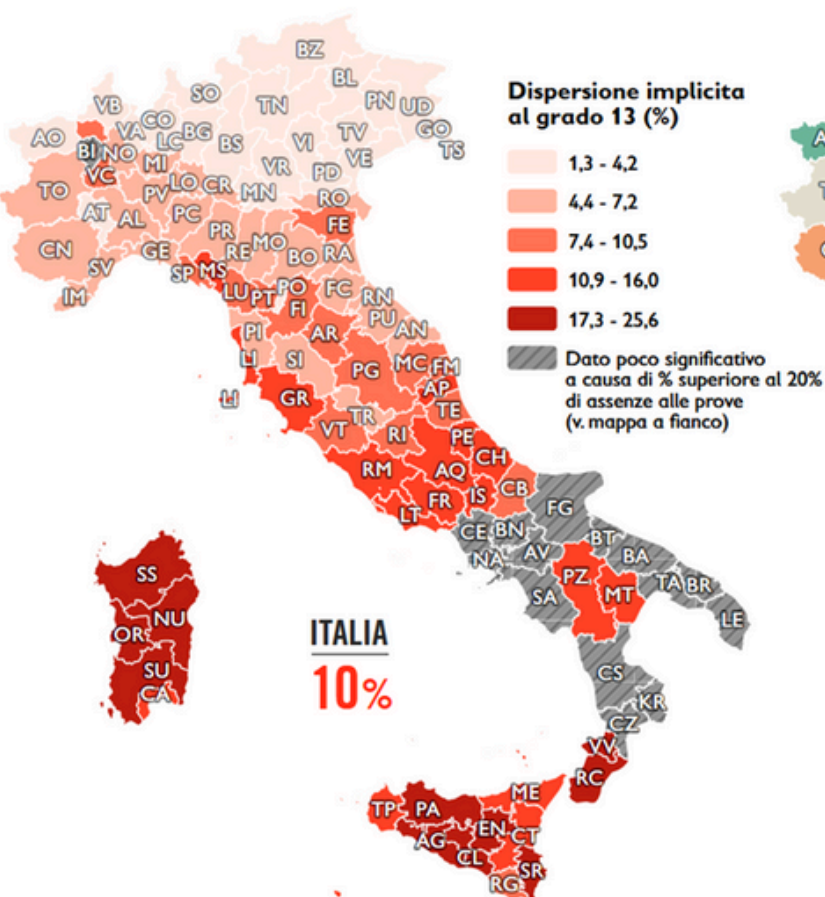 Dispersione implicita
al grado 13 (%)
1,3 - 4,2
4,4 - 7,2
7,4 - 10,5
10,9 - 16,0
17,3 - 25,6
Dato poco significativo
a causa di % superiore al 20%
di assenze alle prove
(v. mappa a fianco)
BZ
BL
SO
TN
PN
UD
VB
CO
VA
LC
BG
BS
VI
TV
GO
TS
AO
BI
NO
MI
VR
PD
VE
VC
TO
PV
LO
CR
MN
RO
AT
AL
PC
FE
PR
CN
GE
RE
MO
BO
RA
SV
SP
MS
IM
LU
PT
PO
FC
RN
FI
PU
PI
AR
AN
LI
SI
PG
MC
FM
AP
LI
GR
TR
TE
VT
RI
PE
RM
AQ
CH
FR
IS
CB
LT
FG
CE
BN
BT
NA
AV
BA
SA
PZ
MT
TA
BR
LE
SS
NU
OR
SU
CA
ITALIA
10%
CS
KR
CZ
VV
RC
ME
TP
PA
EN
CT
AG
CL
SR
RG